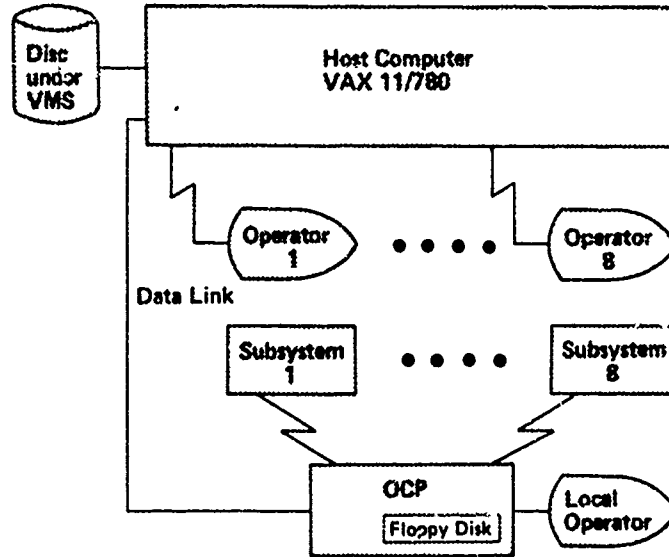 Disc
under
VMS
Host Computer
VAX 11/780
Operator
1
Operator
8
Data Link
Subsystem
1
Subsystem
8
OCP
Floppy Disk
Local
Operator